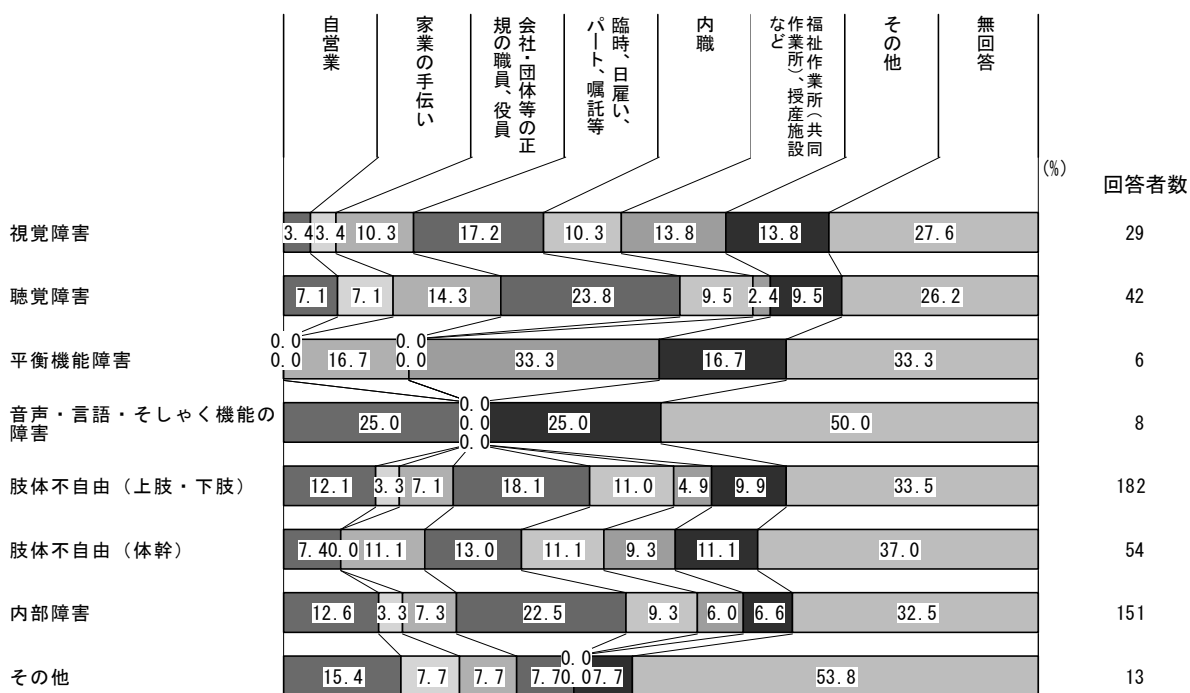 自営業
家業の手伝い
会社・団体等の正
規の職員、役員
臨時、日雇い、
パート、嘱託等
内職
福祉作業所(共同
作業所)、授産施設
など
その他
無回答
(%)
回答者数
視覚障害 3.4 3.4 10.3 17.2 10.3 13.8 13.8 27.6 29
聴覚障害 7.1 7.1 14.3 23.8 9.5 2.4 9.5 26.2 42
0.0 0.0
平衡機能障害 0.0 16.7 0.0 33.3 16.7 33.3 6
0.0
音声・言語・そしゃく機能の
障害 25.0 0.0 25.0 50.0 8
0.0
肢体不自由(上肢・下肢) 12.1 3.3 7.1 18.1 11.0 4.9 9.9 33.5 182
肢体不自由(体幹) 7.4 0.0 11.1 13.0 11.1 9.3 11.1 37.0 54
内部障害 12.6 3.3 7.3 22.5 9.3 6.0 6.6 32.5 151
0.0
その他 15.4 7.7 7.7 7.7 0.0 7.7 53.8 13